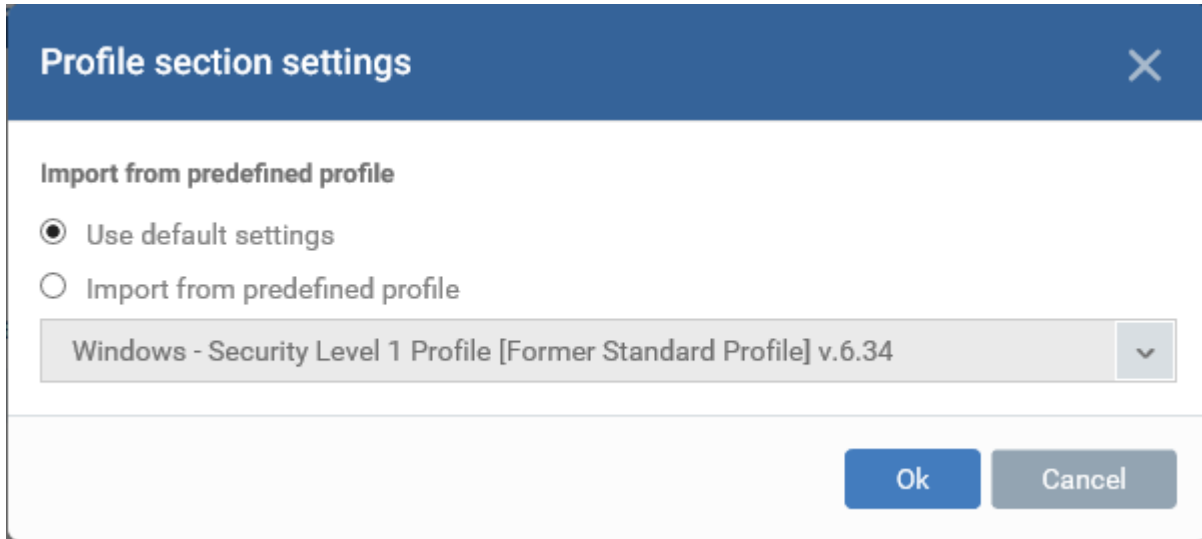 Profile section settings
Import from predefined profile
Use default settings
Import from predefined profile
Windows - Security Level 1 Profile [Former Standard Profile] v.6.34
Ok
Cancel